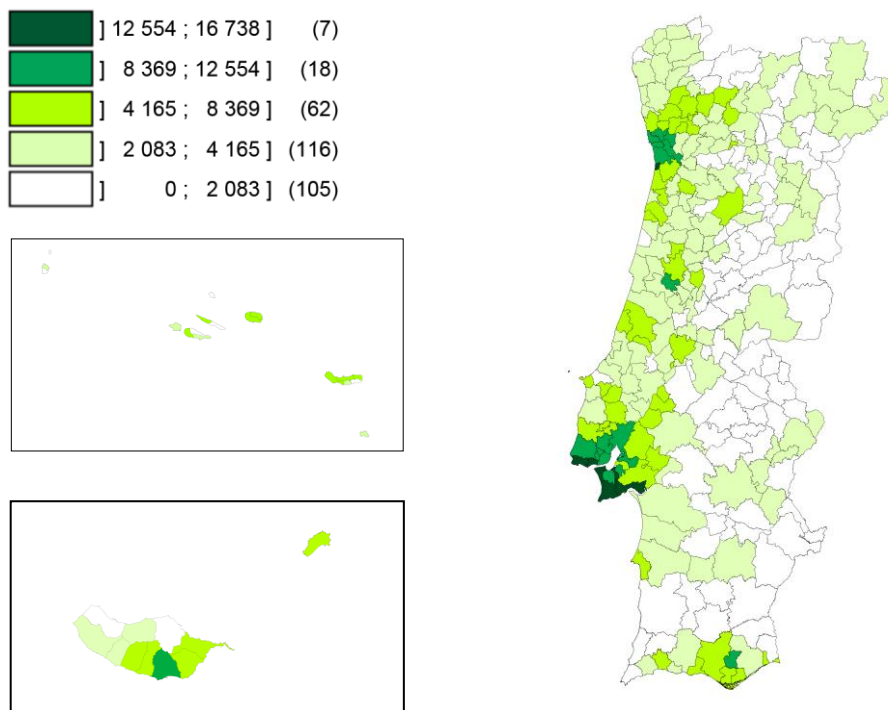 ] 12 554 ; 16 738 ] (7)
] 8 369 ; 12 554 ] (18)
] 4 165 ; 8 369 ] (62)
] 2 083 ; 4 165 ] (116)
] 0 ; 2 083 ] (105)